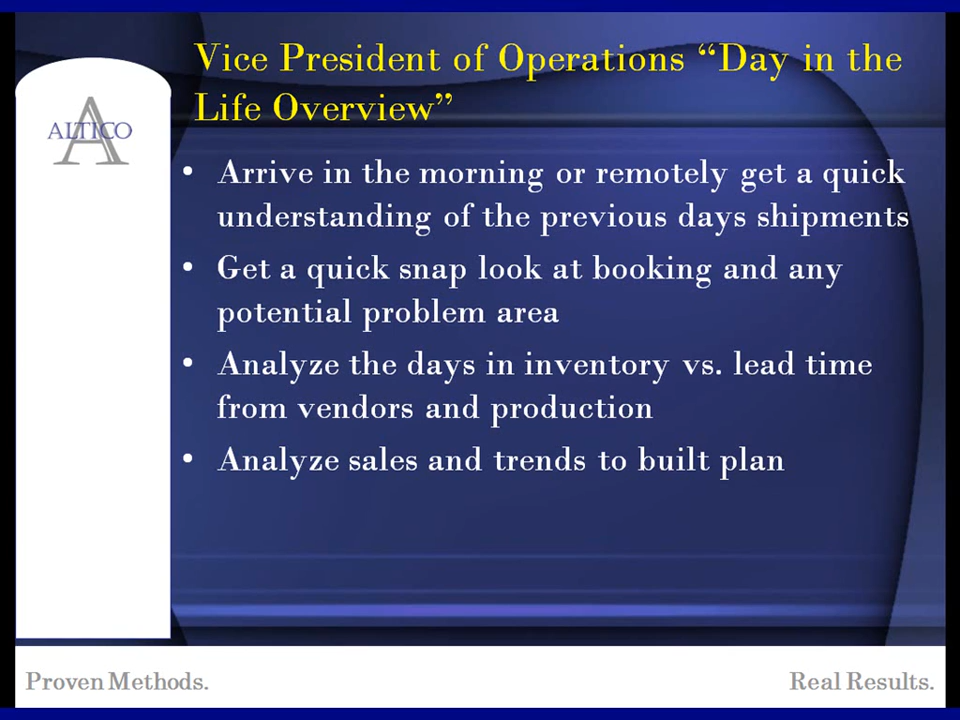 Vice President of Operations “Day in the
Life Overview”
A
ALTICO
• Arrive in the morning or remotely get a quick
understanding of the previous days shipments
• Get a quick snap look at booking and any
potential problem area
• Analyze the days in inventory vs. lead time
from vendors and production
• Analyze sales and trends to built plan
Proven Methods.
Real Results.